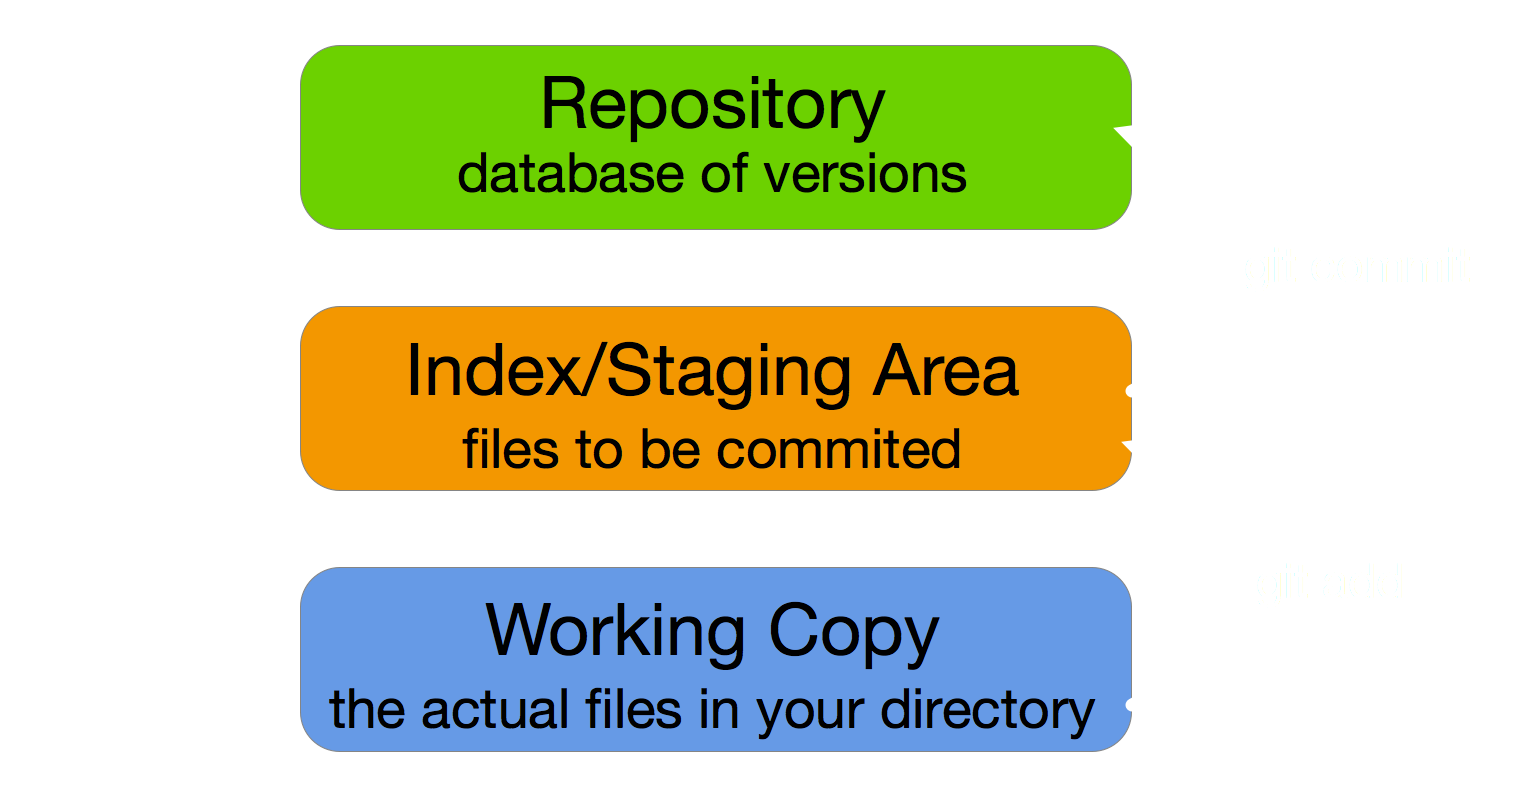 Repository
database of versions
git commit
Index/Staging Area
files to be commited
git add
Working Copy
the actual files in your directory